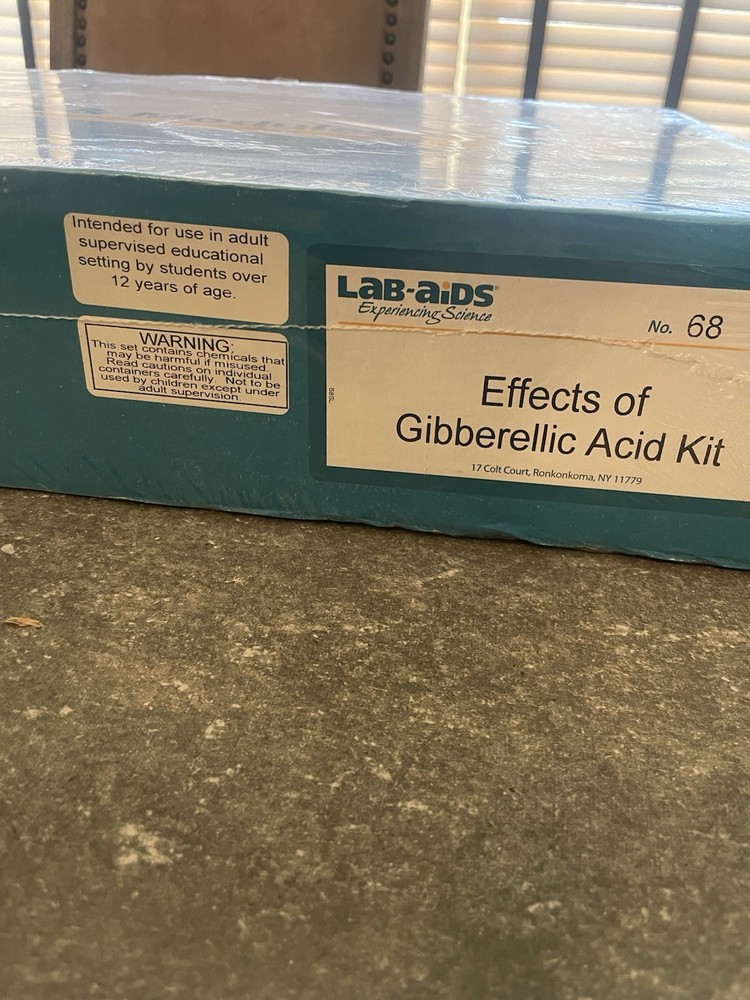 Intended for use in adult
supervised educational
setting by students over
12 years of age.
WARNING:
This set contains chemicals that
may be harmful if misused.
Read cautions on individual
containers carefully. Not to be
used by children except under
adult supervision.
LAB-AIDS®
Experiencing Science
No. 68
Effects of
Gibberellic Acid Kit
17 Colt Court, Ronkonkoma, NY 11779
68SL